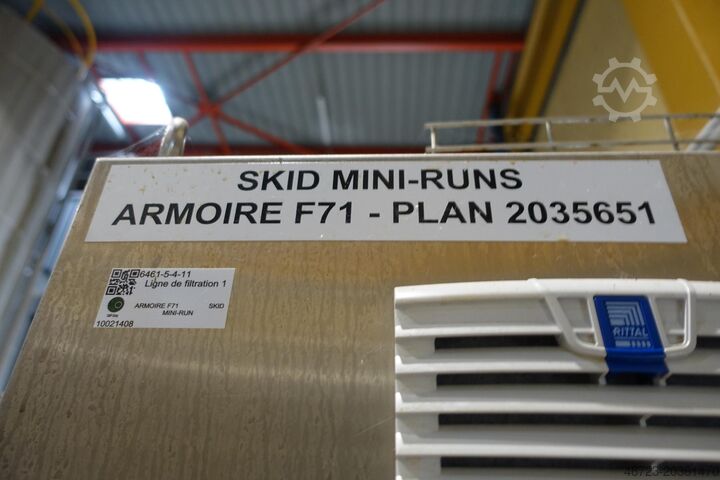 SKID MINI-RUNS
ARMOIRE F71 - PLAN 2035651
6461-5-4-11
Ligne de filtration 1
ARMOIRE F71 SKID
MINI-RUN
10021408
RITTAL